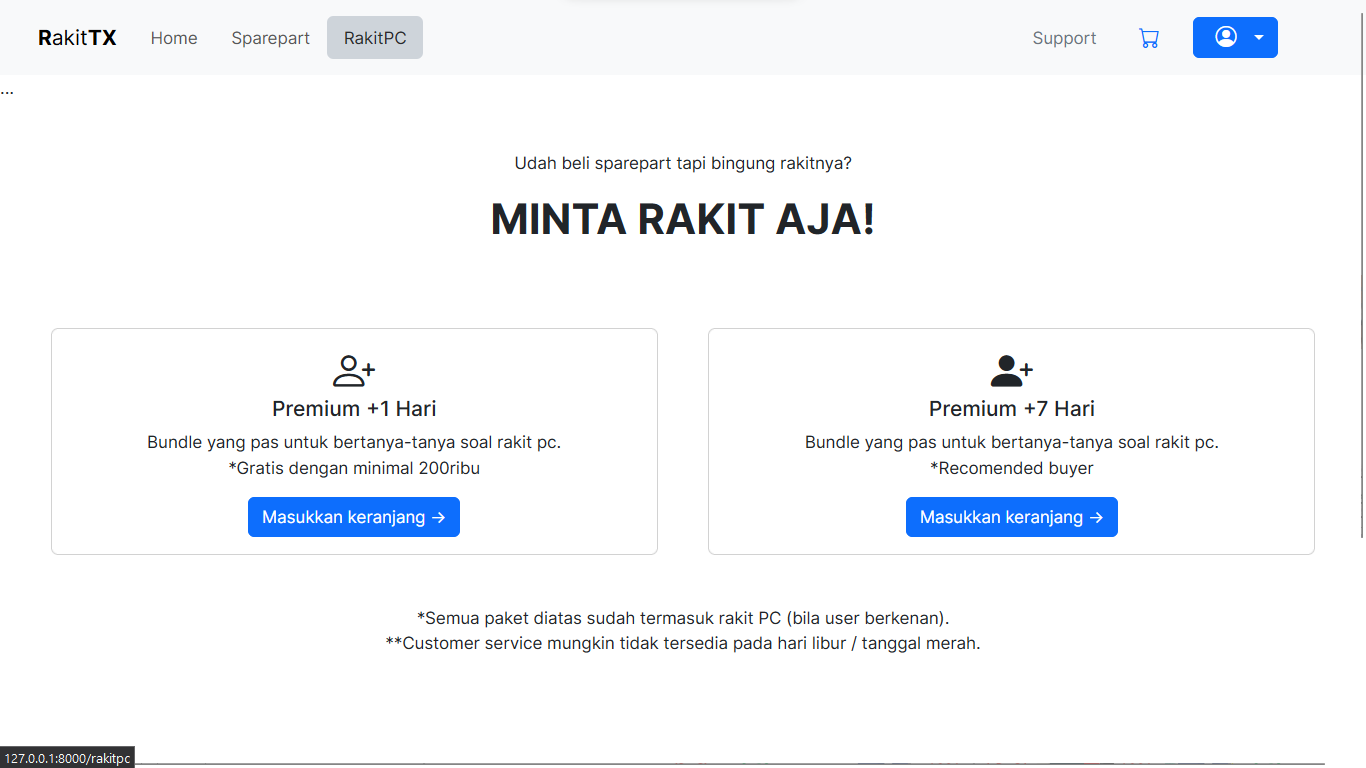 RakitTX Home Sparepart RakitPC Support
...
Udah beli sparepart tapi bingung rakitnya?
MINTA RAKIT AJA!
Premium +1 Hari
Bundle yang pas untuk bertanya-tanya soal rakit pc.
*Gratis dengan minimal 200ribu
Masukkan keranjang →
Premium +7 Hari
Bundle yang pas untuk bertanya-tanya soal rakit pc.
*Recomended buyer
Masukkan keranjang →
*Semua paket diatas sudah termasuk rakit PC (bila user berkenan).
**Customer service mungkin tidak tersedia pada hari libur / tanggal merah.
127.0.0.1:8000/rakitpc